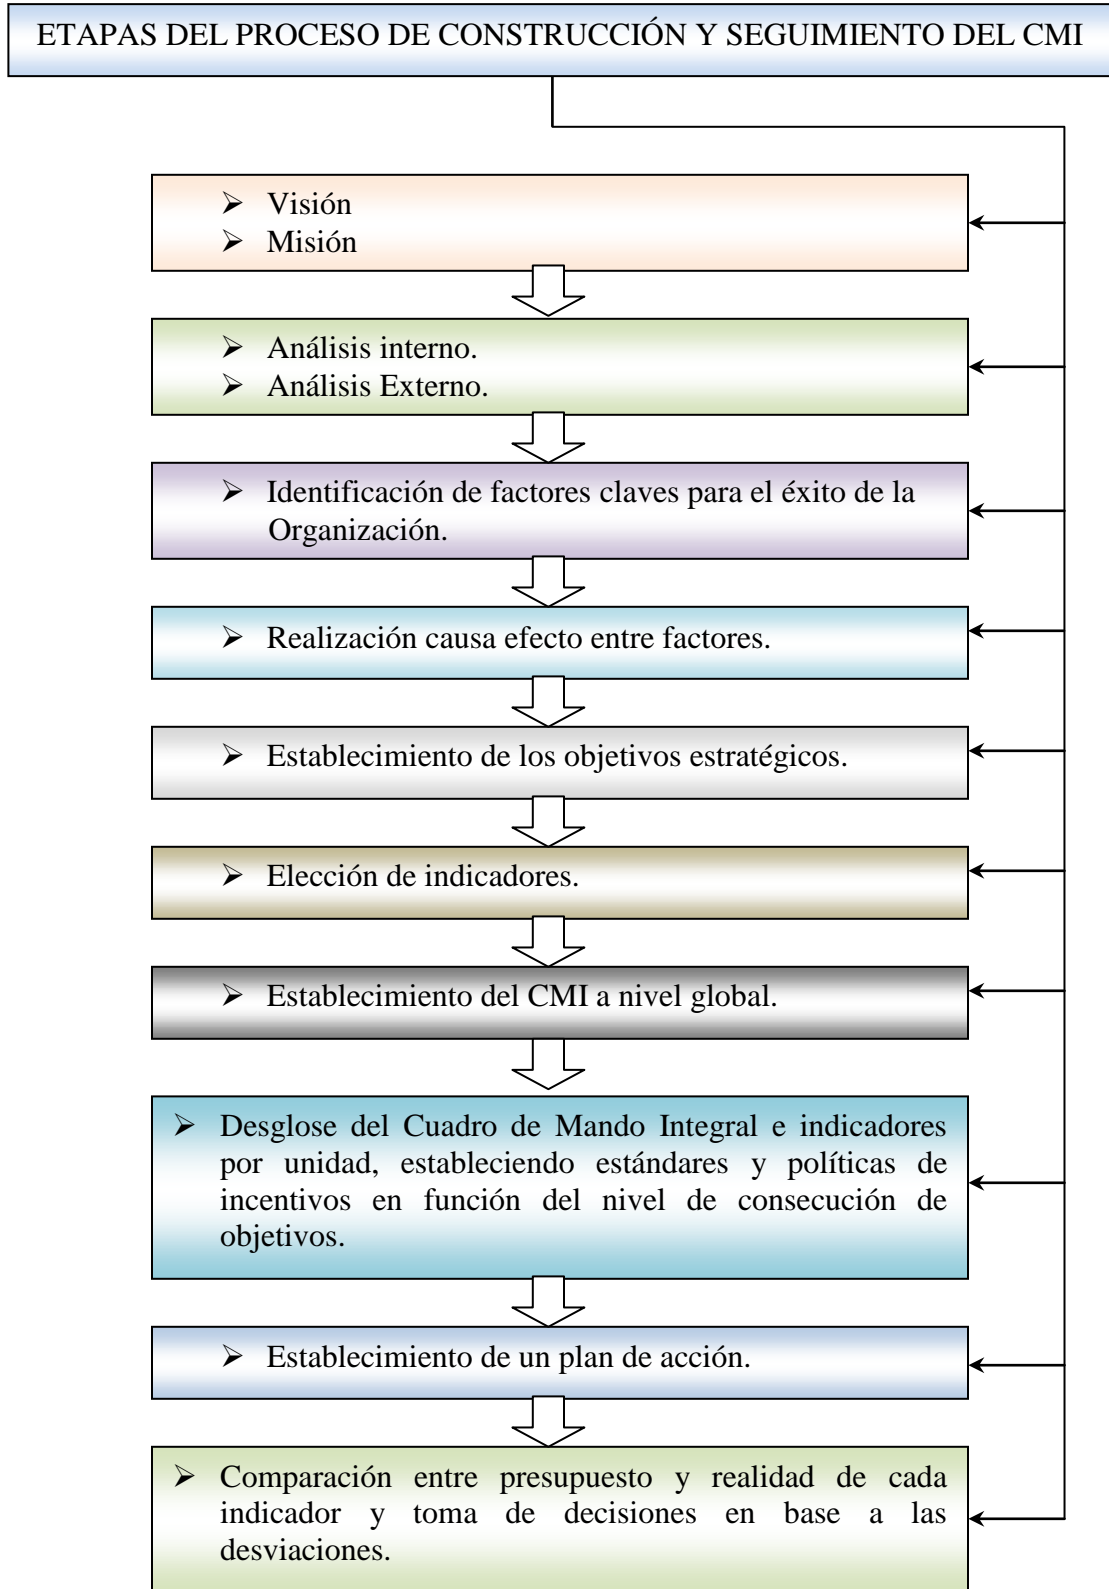 ETAPAS DEL PROCESO DE CONSTRUCCIÓN Y SEGUIMIENTO DEL CMI
➢ Visión
➢ Misión
➢ Análisis interno.
➢ Análisis Externo.
➢ Identificación de factores claves para el éxito de la
Organización.
➢ Realización causa efecto entre factores.
➢ Establecimiento de los objetivos estratégicos.
➢ Elección de indicadores.
➢ Establecimiento del CMI a nivel global.
➢ Desglose del Cuadro de Mando Integral e indicadores
por unidad, estableciendo estándares y políticas de
incentivos en función del nivel de consecución de
objetivos.
➢ Establecimiento de un plan de acción.
➢ Comparación entre presupuesto y realidad de cada
indicador y toma de decisiones en base a las
desviaciones.